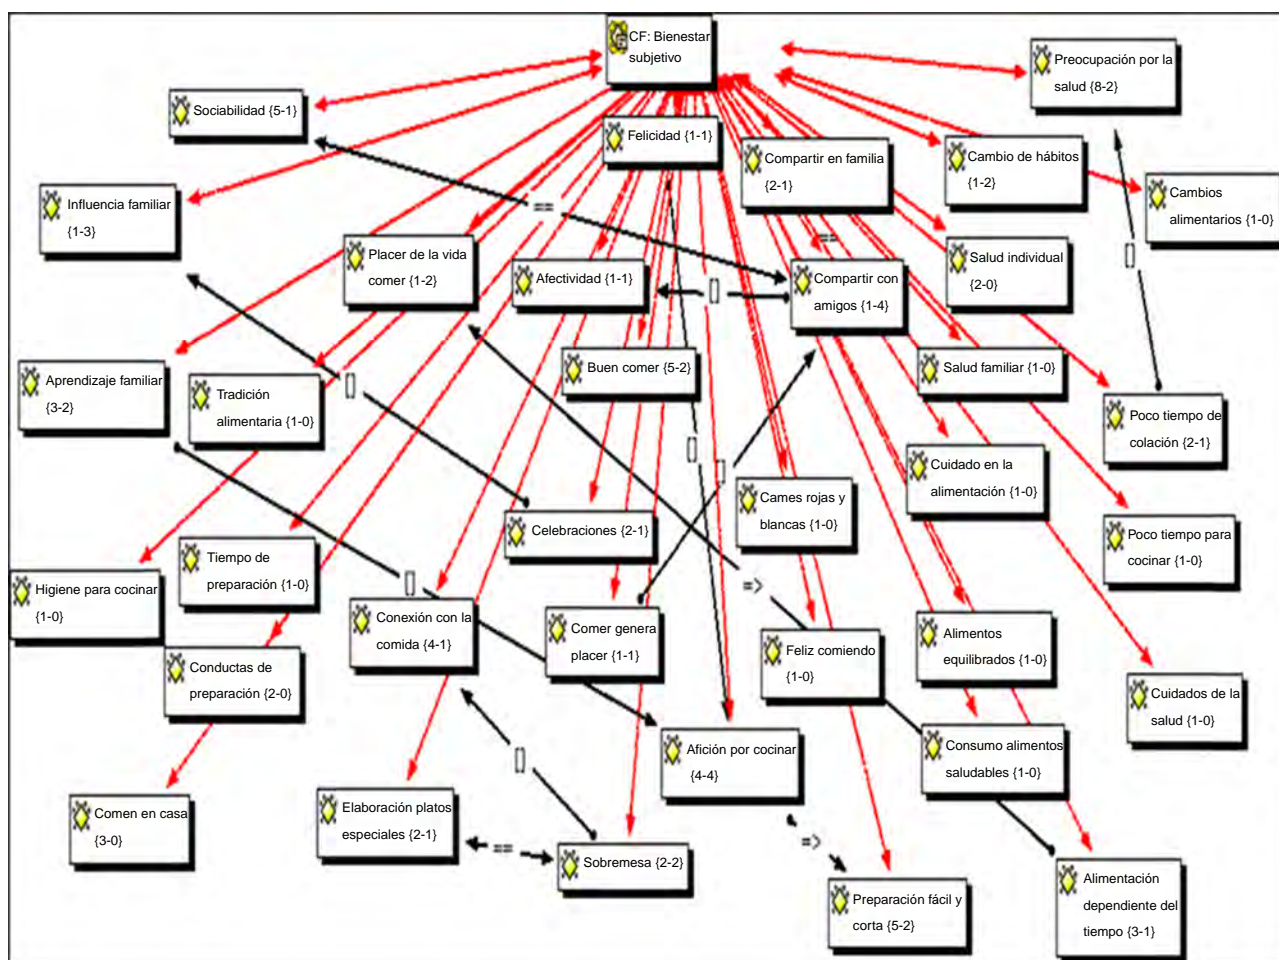 CF: Bienestar
subjetivo
Preocupación por la
salud {8-2}
Sociabilidad {5-1}
Felicidad {1-1}
Compartir en familia
{2-1}
Cambio de hábitos
{1-2}
Cambios
alimentarios {1-0}
Influencia familiar
{1-3}
==
Placer de la vida
comer {1-2}
Afectividad {1-1}
==
Compartir con
amigos {1-4}
Salud individual
{2-0}
[]
[]
Aprendizaje familiar
{3-2}
Tradición
alimentaria {1-0}
[]
Buen comer {5-2}
Salud familiar {1-0}
Poco tiempo de
colación {2-1}
[]
[]
Cuidado en la
alimentación {1-0}
Carnes rojas y
blancas {1-0}
Celebraciones {2-1}
Poco tiempo para
cocinar {1-0}
Tiempo de
preparación {1-0}
Higiene para cocinar
{1-0}
[]
=>
Conexión con la
comida {4-1}
Comer genera
placer {1-1}
Feliz comiendo
{1-0}
Alimentos
equilibrados {1-0}
Conductas de
preparación {2-0}
Cuidados de la
salud {1-0}
[]
Afición por cocinar
{4-4}
Consumo alimentos
saludables {1-0}
Comen en casa
{3-0}
Elaboración platos
especiales {2-1}
==
Sobremesa {2-2}
=>
Preparación fácil y
corta {5-2}
Alimentación
dependiente del
tiempo {3-1}